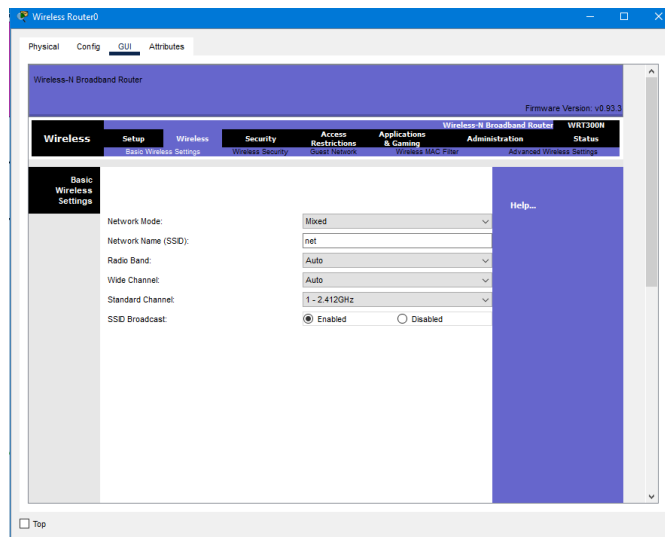 Wireless Router0
Physical Config GUI Attributes
Wireless-N Broadband Router
Firmware Version: v0.93.3
Wireless-N Broadband Router WRT300N
Wireless Setup Wireless Security Access Restrictions Applications & Gaming Administration Status
Basic Wireless Settings Wireless Security Guest Network Wireless MAC Filter Advanced Wireless Settings
Basic
Wireless
Settings
Help...
Network Mode: Mixed
Network Name (SSID): net
Radio Band: Auto
Wide Channel: Auto
Standard Channel: 1 - 2.412GHz
SSID Broadcast: Enabled Disabled
Top